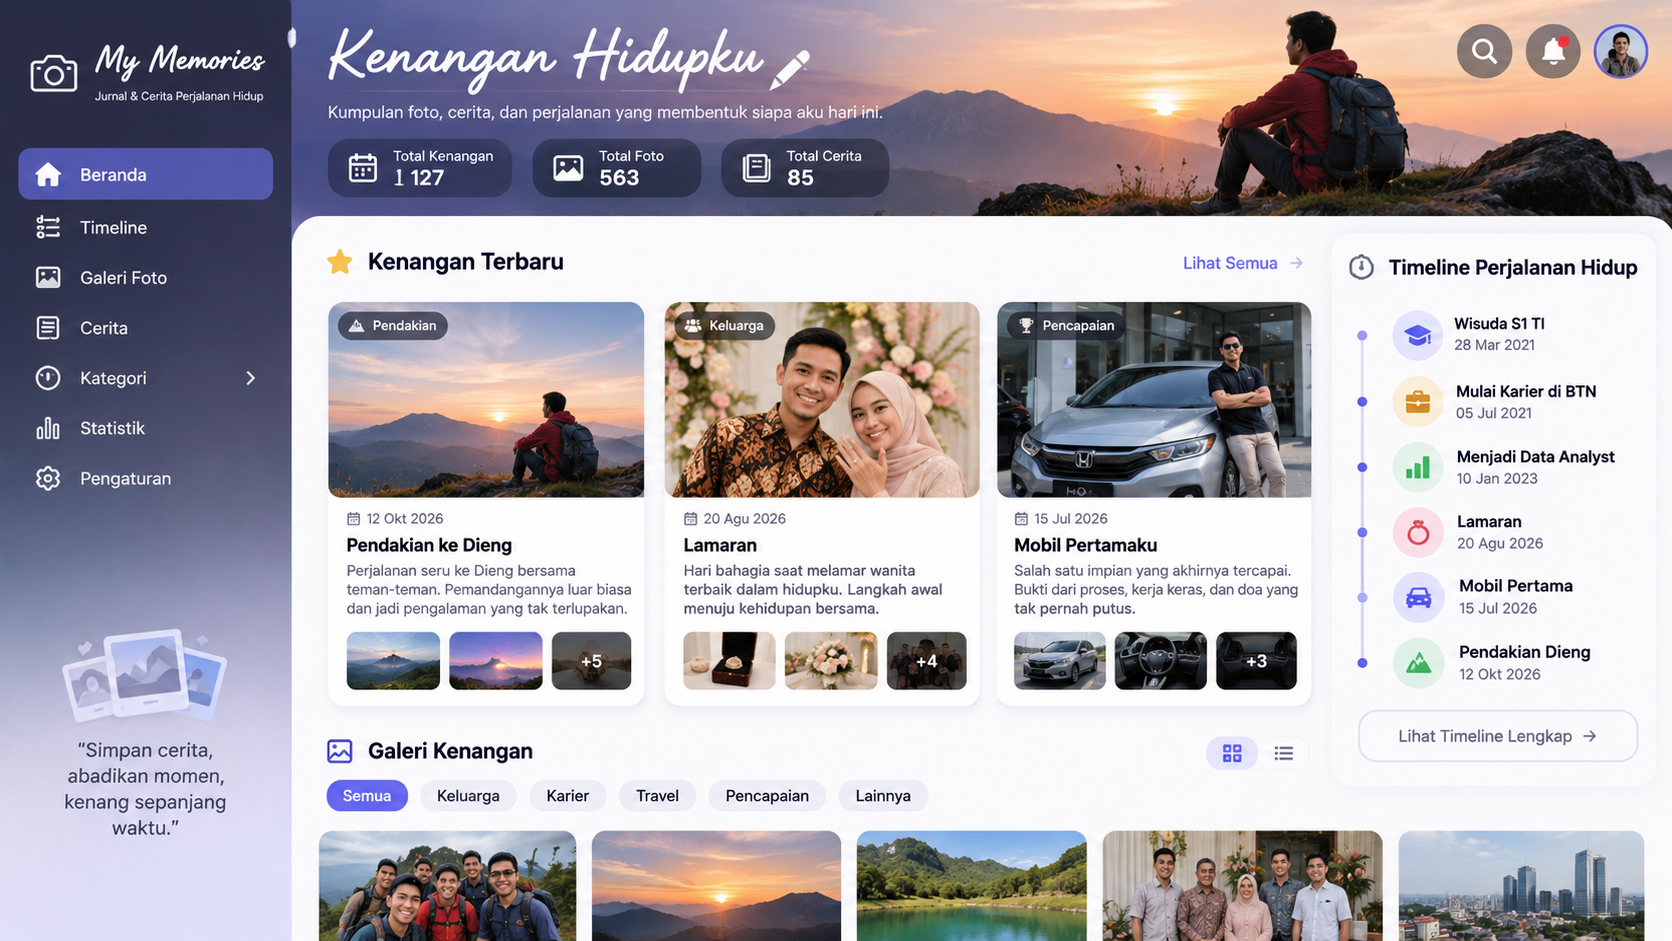 My Memories
Jurnal & Cerita Perjalanan Hidup
Beranda
Timeline
Galeri Foto
Cerita
Kategori
Statistik
Pengaturan
“Simpan cerita,
abadikan momen,
kenang sepanjang
waktu.”
Kenangan Hidupku
Kumpulan foto, cerita, dan perjalanan yang membentuk siapa aku hari ini.
Total Kenangan
127
Total Foto
563
Total Cerita
85
Kenangan Terbaru
Lihat Semua →
Pendakian
12 Okt 2026
Pendakian ke Dieng
Perjalanan seru ke Dieng bersama
teman-teman. Pemandangannya luar biasa
dan jadi pengalaman yang tak terlupakan.
+5
Keluarga
20 Agu 2026
Lamaran
Hari bahagia saat melamar wanita
terbaik dalam hidupku. Langkah awal
menuju kehidupan bersama.
+4
Pencapaian
15 Jul 2026
Mobil Pertamaku
Salah satu impian yang akhirnya tercapai.
Bukti dari proses, kerja keras, dan doa yang
tak pernah putus.
+3
Timeline Perjalanan Hidup
Wisuda S1 TI
28 Mar 2021
Mulai Karier di BTN
05 Jul 2021
Menjadi Data Analyst
10 Jan 2023
Lamaran
20 Agu 2026
Mobil Pertama
15 Jul 2026
Pendakian Dieng
12 Okt 2026
Lihat Timeline Lengkap →
Galeri Kenangan
Semua
Keluarga
Karier
Travel
Pencapaian
Lainnya